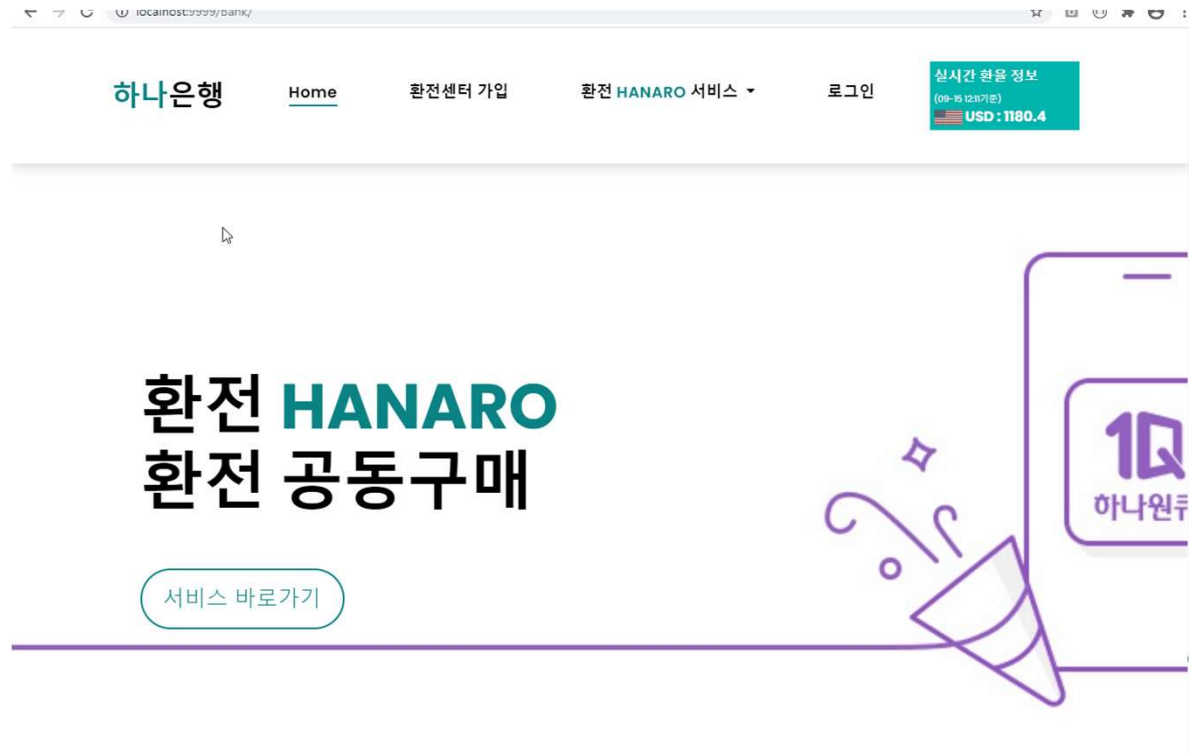 localhost:9999/bank/
하나은행
Home
환전센터 가입
환전 HANARO 서비스
로그인
실시간 환율 정보
(09-15 12:11기준)
USD : 1180.4
환전 HANARO
환전 공동구매
서비스 바로가기
1Q
하나원큐